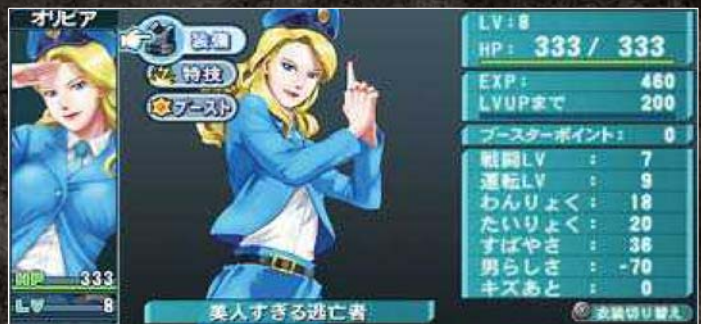 オリビア
装備
特技
ブースト
HP 333
LV 8
美人すぎる逃亡者
LV:8
HP: 333/ 333
EXP: 460
LVUPまで 200
ブースターポイント: 0
戦闘LV : 7
運転LV : 9
わんりょく: 18
たいりょく: 20
すばやさ : 36
男らしさ : -70
キズあと : 0
衣装切り替え